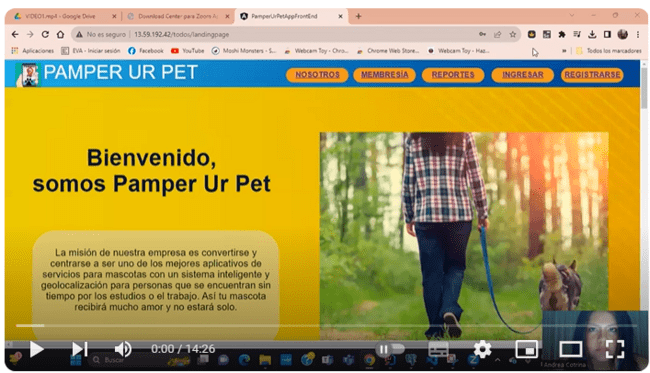 VIDEO1.mp4 - Google Drive
Download Center para Zoom A
PamperUrPetAppFrontEnd
No es seguro
13.59.192.42/todou/landingpage
Aplicaciones
EVA - Iniciar sesión
Facebook
YouTube
Moshi Monsters - S...
Webcam Toy - Chro...
Chrome Web Store...
Webcam Toy - Haz...
Todos los marcadores
PAMPER UR PET
NOSOTROS
MEMBRESÍA
REPORTES
INGRESAR
REGISTRARSE
Bienvenido,
somos Pamper Ur Pet
La misión de nuestra empresa es convertirse y
centrarse a ser uno de los mejores aplicativos de
servicios para mascotas con un sistema inteligente y
geolocalización para personas que se encuentran sin
tiempo por los estudios o el trabajo. Así tu mascota
recibirá mucho amor y no estará solo.
Buscar
0:00 / 14:26